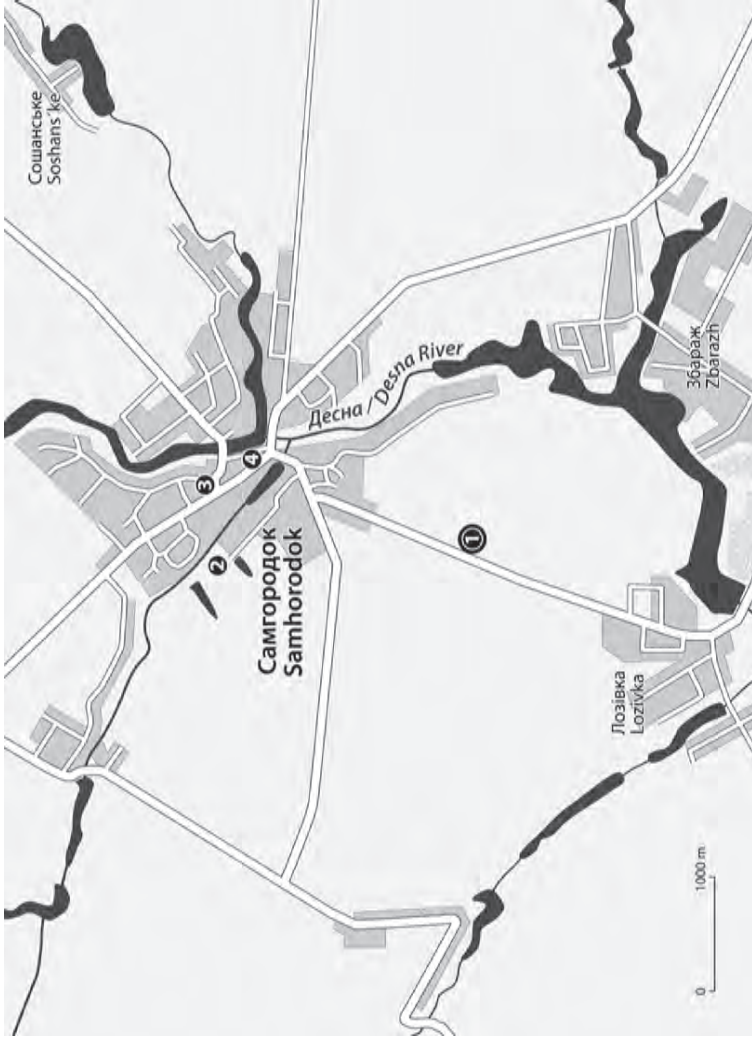 Сошанське
Soshans'ke
Десна / Desna River
Збараж
Zbarazh
3
4
2
Самгородок
Samhorodok
1
Лозівка
Lozivka
0
1000 m